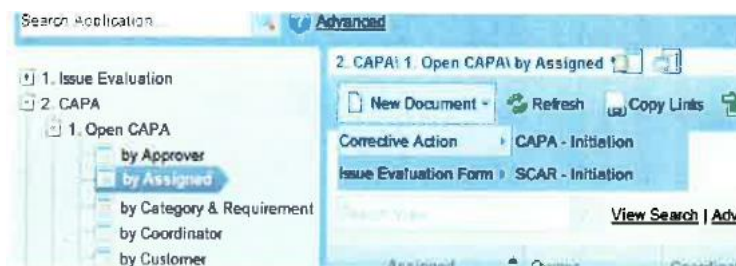 Search Application... Advanced
1. Issue Evaluation
2. CAPA
1. Open CAPA
by Approver
by Assigned
by Category & Requirement
by Coordinator
by Customer
2. CAPA\ 1. Open CAPA\ by Assigned
New Document Refresh Copy Links
Corrective Action CAPA - Initiation
Issue Evaluation Form SCAR - Initiation
View Search | Adv
Assigned